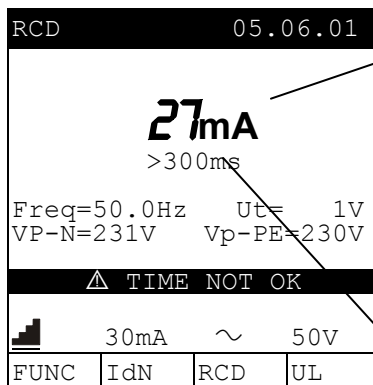 RCD 05.06.01
27mA
>300ms
Freq=50.0Hz Ut= 1V
VP-N=231V Vp-PE=230V
⚠ TIME NOT OK
30mA ~ 50V
FUNC IdN RCD UL